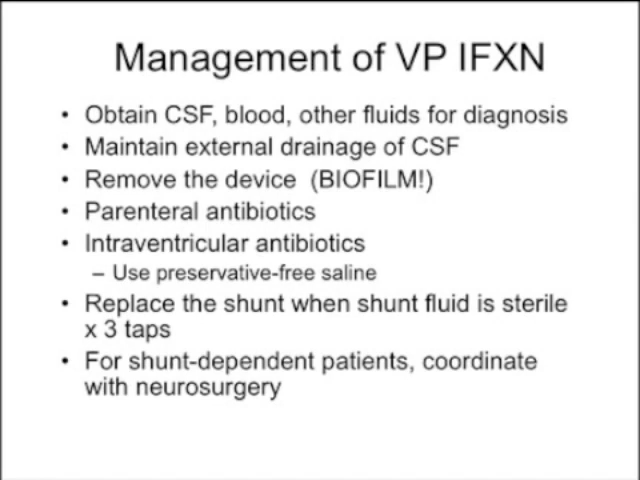 Management of VP IFXN
• Obtain CSF, blood, other fluids for diagnosis
• Maintain external drainage of CSF
• Remove the device (BIOFILM!)
• Parenteral antibiotics
• Intraventricular antibiotics
– Use preservative-free saline
• Replace the shunt when shunt fluid is sterile
x 3 taps
• For shunt-dependent patients, coordinate
with neurosurgery